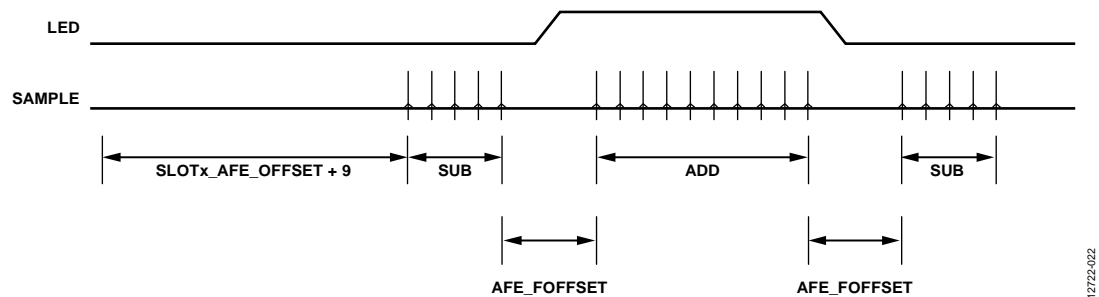 LED
SAMPLE
SLOTx_AFE_OFFSET + 9
SUB
ADD
SUB
AFE_FOFFSET
AFE_FOFFSET
12722-022